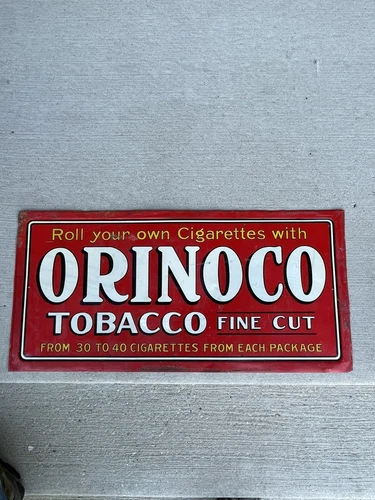 Roll your own Cigarettes with
ORINOCO
TOBACCO FINE CUT
FROM 30 TO 40 CIGARETTES FROM EACH PACKAGE